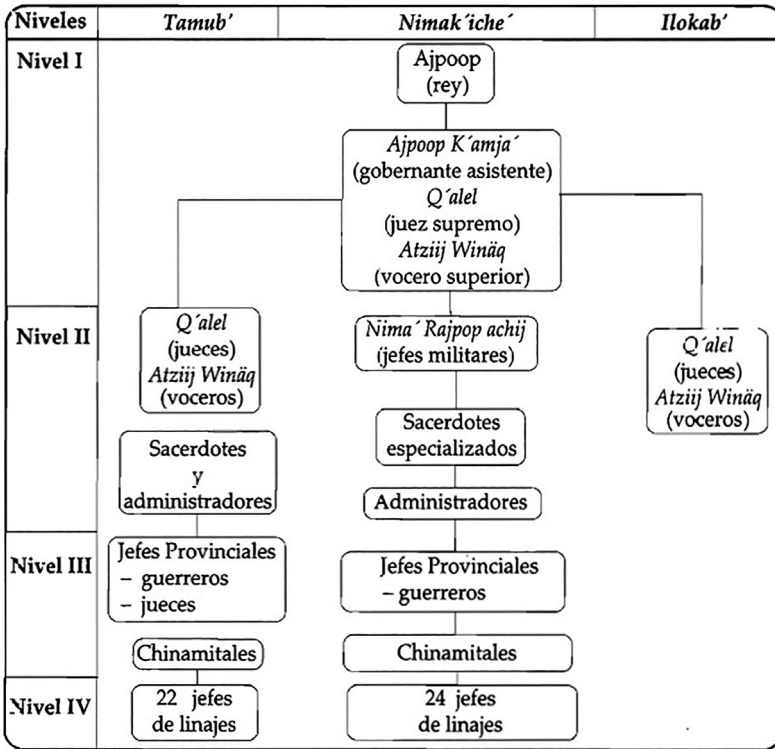 Niveles
Tamub'
Nimak´iche´
Ilokab'
Nivel I
Ajpoop
(rey)
Ajpoop K´amja´
(gobernante asistente)
Q´alel
(juez supremo)
Atziij Winäq
(vocero superior)
Nivel II
Q´alel
(jueces)
Atziij Winäq
(voceros)
Nima´ Rajpop achij
(jefes militares)
Q´alel
(jueces)
Atziij Winäq
(voceros)
Sacerdotes
y
administradores
Sacerdotes
especializados
Administradores
Nivel III
Jefes Provinciales
– guerreros
– jueces
Jefes Provinciales
– guerreros
Chinamitales
Chinamitales
Nivel IV
22 jefes
de linajes
24 jefes
de linajes